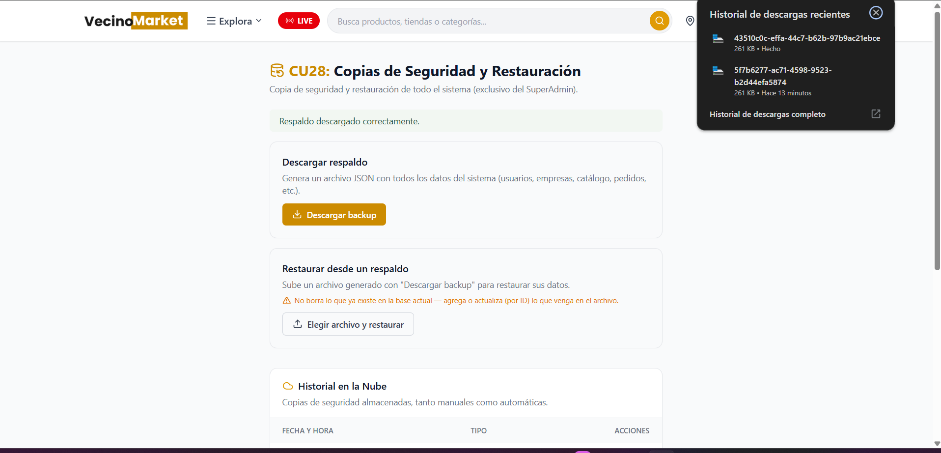 VecinoMarket
Explora
LIVE
Busca productos, tiendas o categorías...
Historial de descargas recientes
43510c0c-effa-44c7-b62b-97b9ac21ebce
261 KB • Hecho
5f7b6277-ac71-4598-9523-
b2d44efa5874
261 KB • Hace 13 minutos
Historial de descargas completo
CU28: Copias de Seguridad y Restauración
Copia de seguridad y restauración de todo el sistema (exclusivo del SuperAdmin).
Respaldo descargado correctamente.
Descargar respaldo
Genera un archivo JSON con todos los datos del sistema (usuarios, empresas, catálogo, pedidos,
etc.).
Descargar backup
Restaurar desde un respaldo
Sube un archivo generado con "Descargar backup" para restaurar sus datos.
No borra lo que ya existe en la base actual — agrega o actualiza (por ID) lo que venga en el archivo.
Elegir archivo y restaurar
Historial en la Nube
Copias de seguridad almacenadas, tanto manuales como automáticas.
FECHA Y HORA TIPO ACCIONES